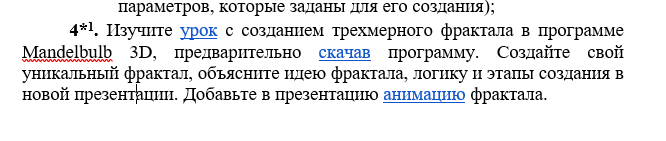 параметров, которые заданы для его создания);
4*¹. Изучите урок с созданием трехмерного фрактала в программе
Mandelbulb 3D, предварительно скачав программу. Создайте свой
уникальный фрактал, объясните идею фрактала, логику и этапы создания в
новой презентации. Добавьте в презентацию анимацию фрактала.